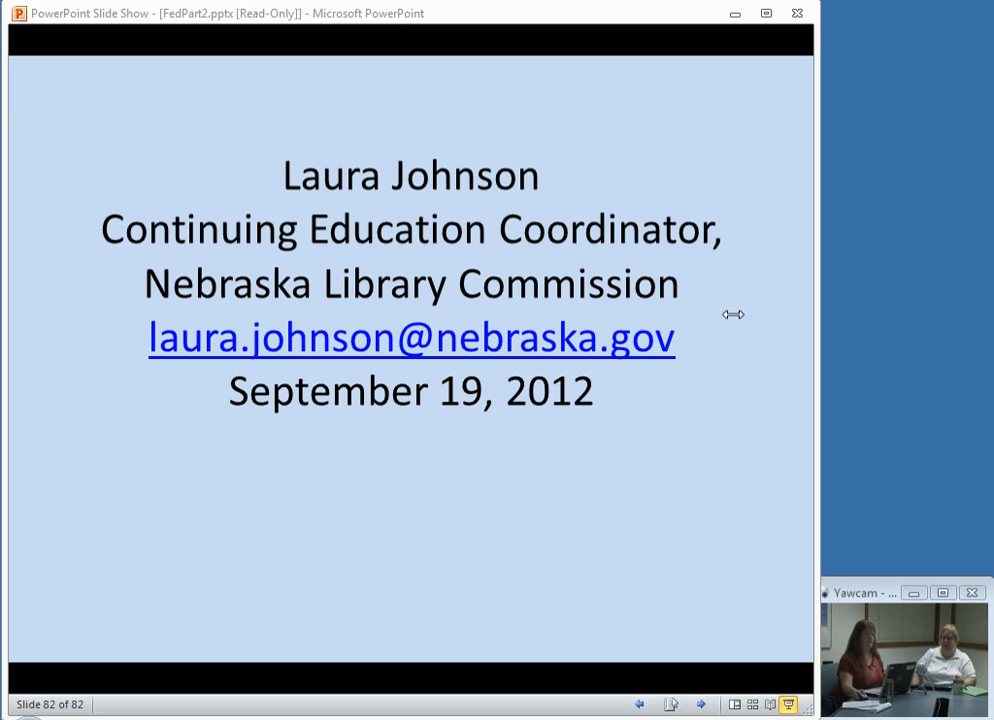 PowerPoint Slide Show - [FedPart2.pptx [Read-Only]] - Microsoft PowerPoint
Laura Johnson
Continuing Education Coordinator,
Nebraska Library Commission
laura.johnson@nebraska.gov
September 19, 2012
Yawcam - ...
Slide 82 of 82